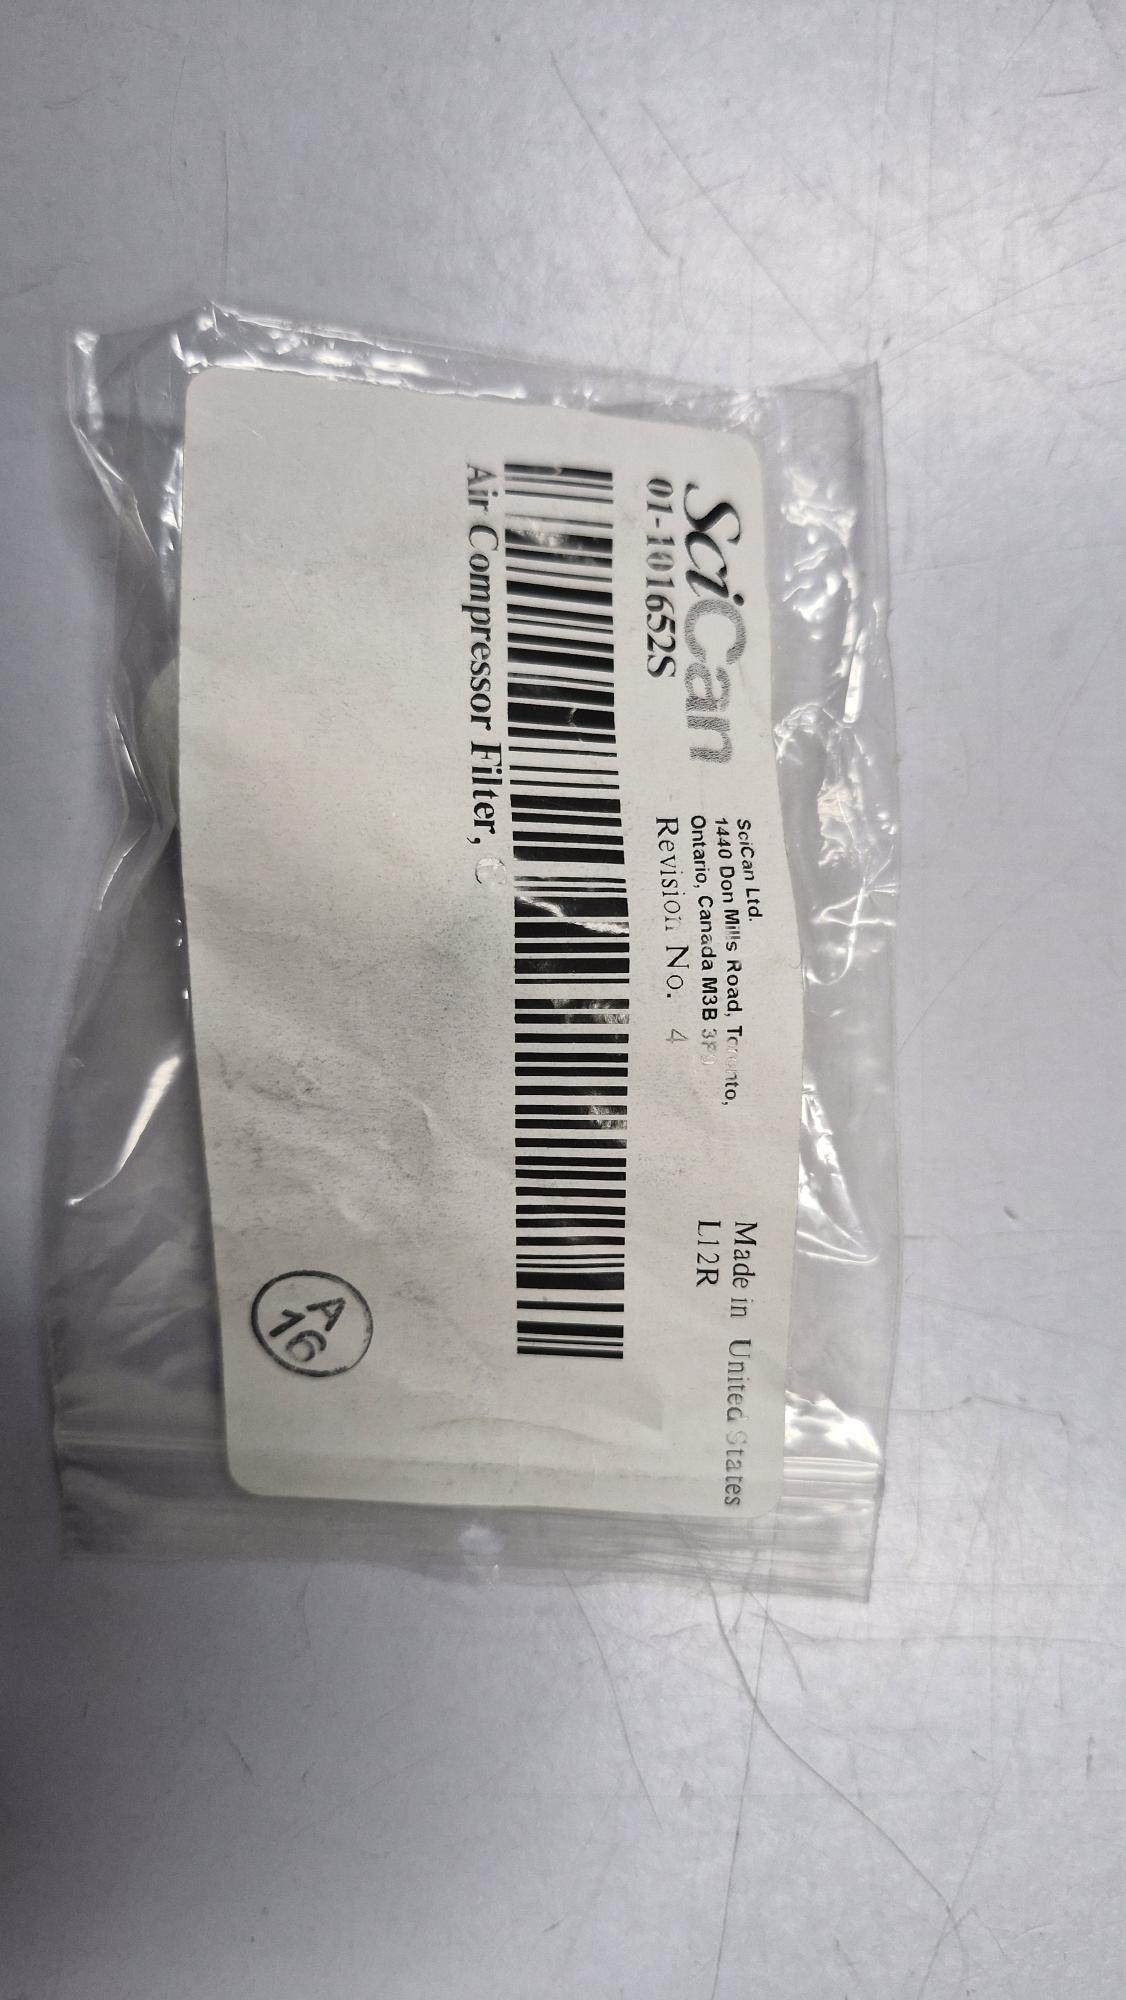 SciCan
SciCan Ltd.
1440 Don Mills Road, Toronto,
Ontario, Canada M3B
Made in United States
L12R
01-101652S
Revision No. 4
Air Compressor Filter, C
A
16